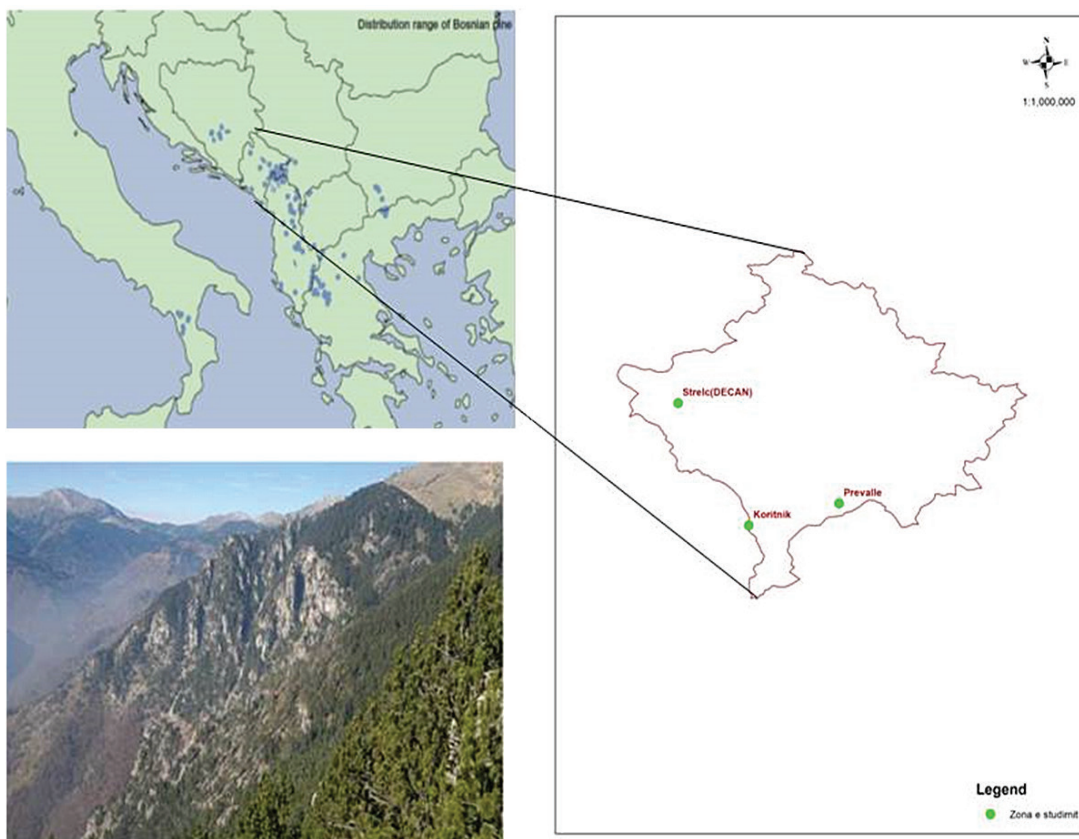 Distribution range of Bosnian pine
N
W E
S
1:1,000,000
Strelc(DECAN)
Prevalle
Koritnik
Legend
Zona e studimit